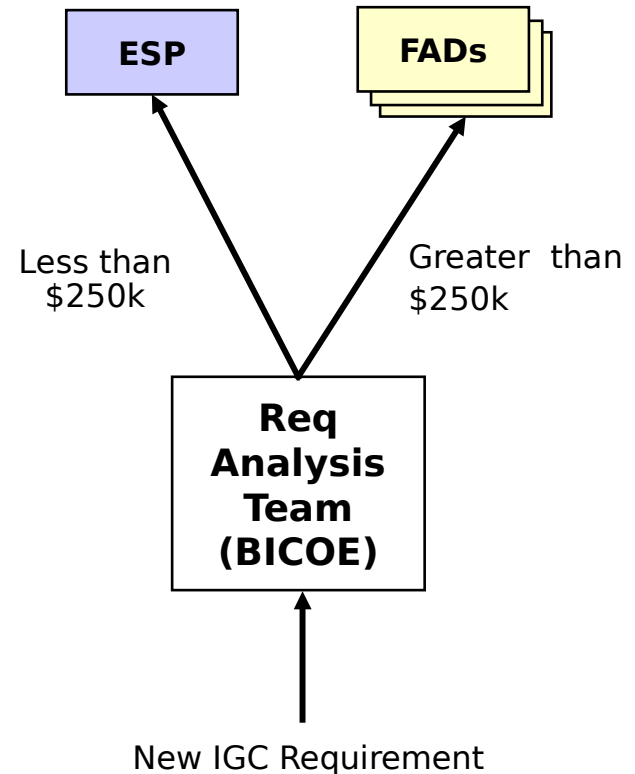 ESP
FADs
Less than
$250k
Greater than
$250k
Req
Analysis
Team
(BICOE)
New IGC Requirement